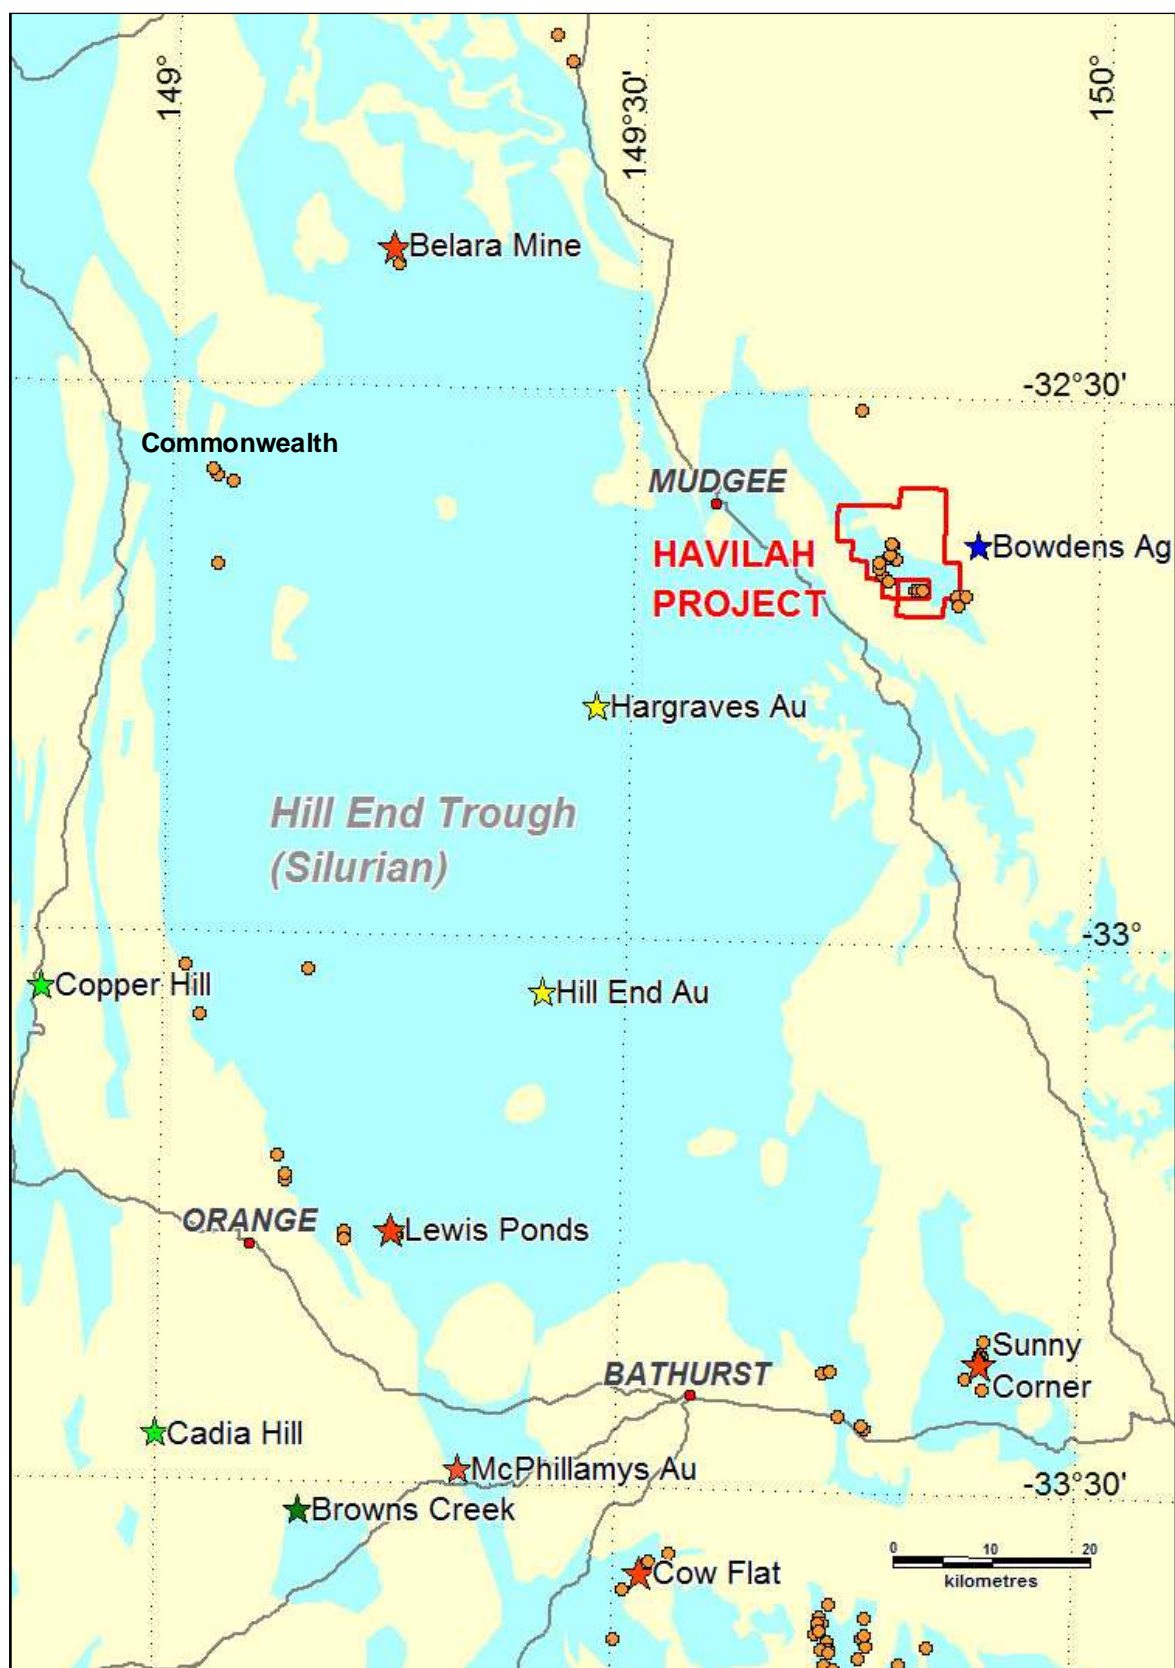 149°
149°30'
150°
Belara Mine
-32°30'
Commonwealth
MUDGEE
HAVILAH
PROJECT
Bowdens Ag
Hargraves Au
Hill End Trough
(Silurian)
-33°
Copper Hill
Hill End Au
ORANGE
Lewis Ponds
Sunny
Corner
BATHURST
Cadia Hill
McPhillamys Au
-33°30'
Browns Creek
0 10 20
kilometres
Cow Flat